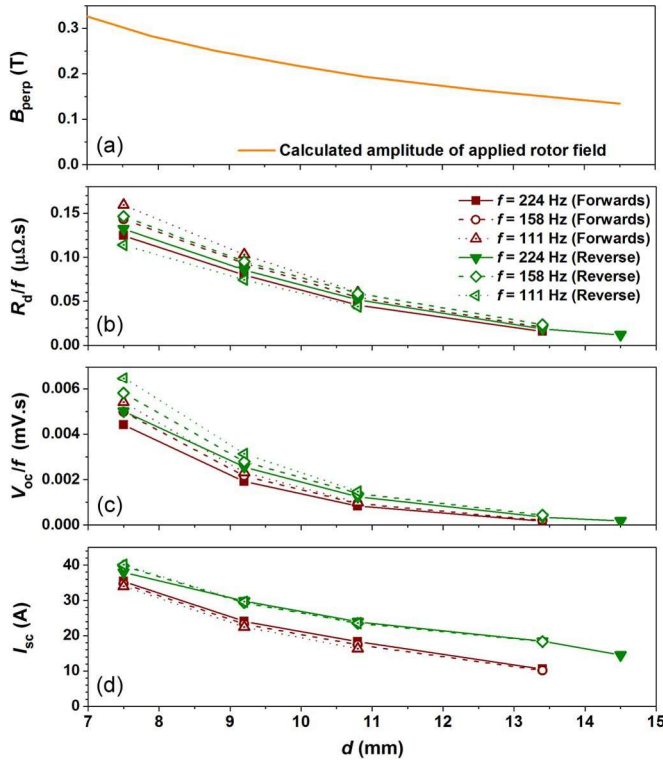 0.3
0.2
0.1
0.0
B_perp (T)
(a)
Calculated amplitude of applied rotor field
0.15
0.10
0.05
0.00
R_d/f (μΩ.s)
(b)
f = 224 Hz (Forwards)
f = 158 Hz (Forwards)
f = 111 Hz (Forwards)
f = 224 Hz (Reverse)
f = 158 Hz (Reverse)
f = 111 Hz (Reverse)
0.006
0.004
0.002
0.000
V_oc/f (mV.s)
(c)
40
30
20
10
0
I_sc (A)
(d)
7 8 9 10 11 12 13 14 15
d (mm)